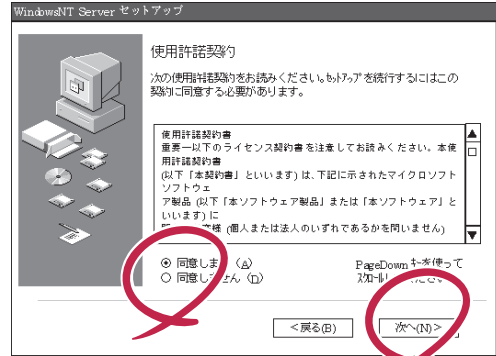 WindowsNT Server セットアップ
使用許諾契約
次の使用許諾契約をお読みください。セットアップを続行するにはこの
契約に同意する必要があります。
使用許諾契約書
重要―以下のライセンス契約書を注意してお読みください。本使
用許諾契約書
(以下「本契約書」といいます) は、下記に示されたマイクロソフト
ソフトウェ
ア製品 (以下「本ソフトウェア製品」または「本ソフトウェア」と
いいます) に
様 (個人または法人のいずれであるかを問いません)
同意しま (A)
同意しません (D)
PageDown キーを使って
<戻る(B)
次へ(N)>